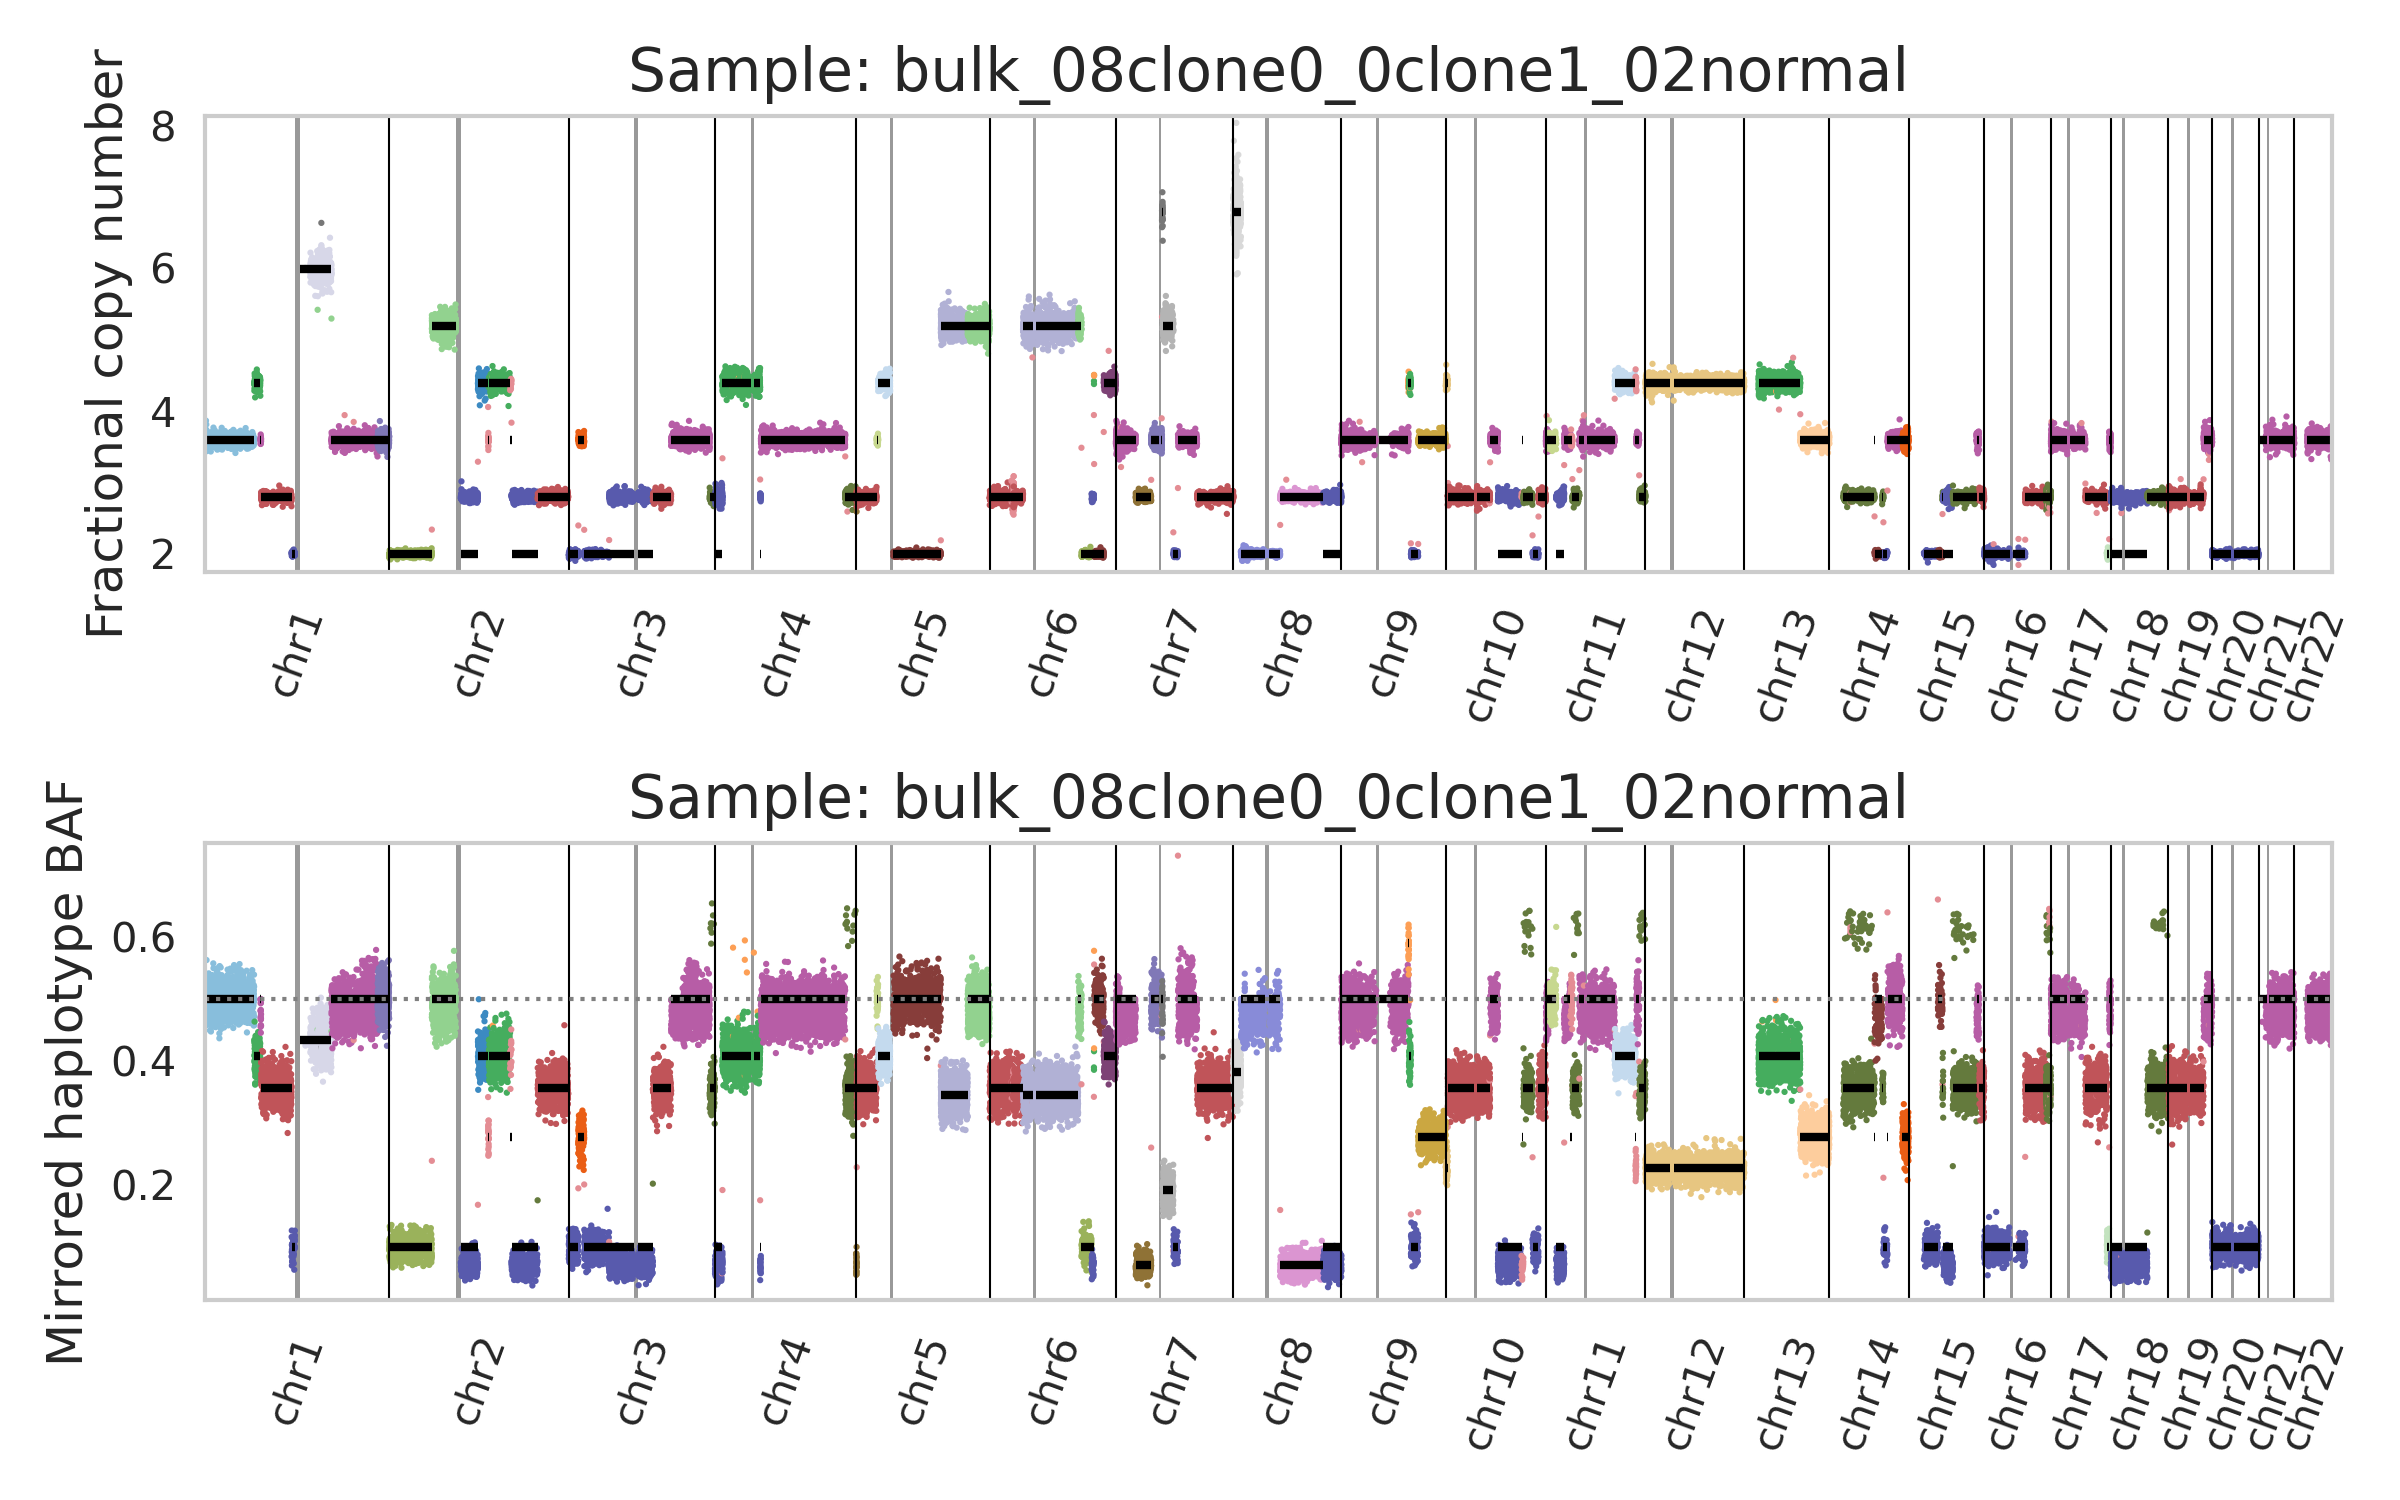 Sample: bulk_08clone0_0clone1_02normal
Fractional copy number
8
6
4
2
chr1 chr2 chr3 chr4 chr5 chr6 chr7 chr8 chr9 chr10 chr11 chr12 chr13 chr14 chr15 chr16 chr17 chr18 chr19 chr20 chr21 chr22
Sample: bulk_08clone0_0clone1_02normal
Mirrored haplotype BAF
0.6
0.4
0.2
chr1 chr2 chr3 chr4 chr5 chr6 chr7 chr8 chr9 chr10 chr11 chr12 chr13 chr14 chr15 chr16 chr17 chr18 chr19 chr20 chr21 chr22